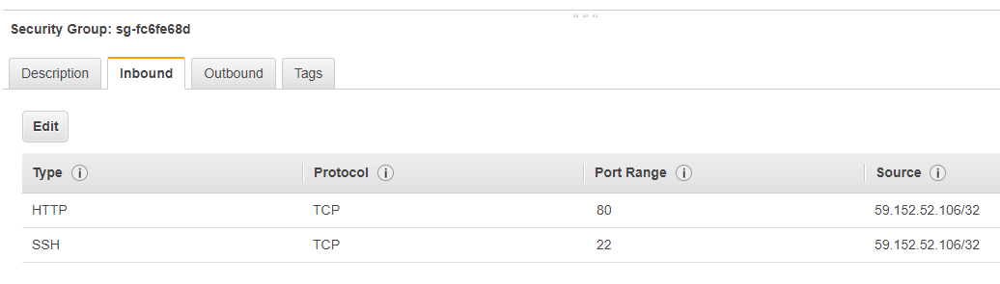 Security Group: sg-fc6fe68d
Description Inbound Outbound Tags
Edit
Type Protocol Port Range Source
HTTP TCP 80 59.152.52.106/32
SSH TCP 22 59.152.52.106/32